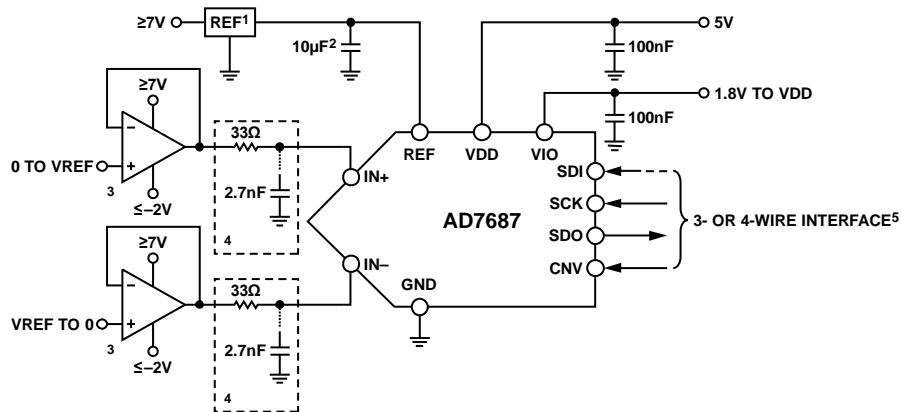 ≥7V
REF1
10µF2
100nF
5V
1.8V TO VDD
100nF
≥7V
–
+
0 TO VREF
3
≤–2V
33Ω
2.7nF
4
REF
VDD
VIO
IN+
AD7687
SDI
SCK
SDO
CNV
3- OR 4-WIRE INTERFACE5
≥7V
–
+
VREF TO 0
3
≤–2V
33Ω
2.7nF
4
IN–
GND